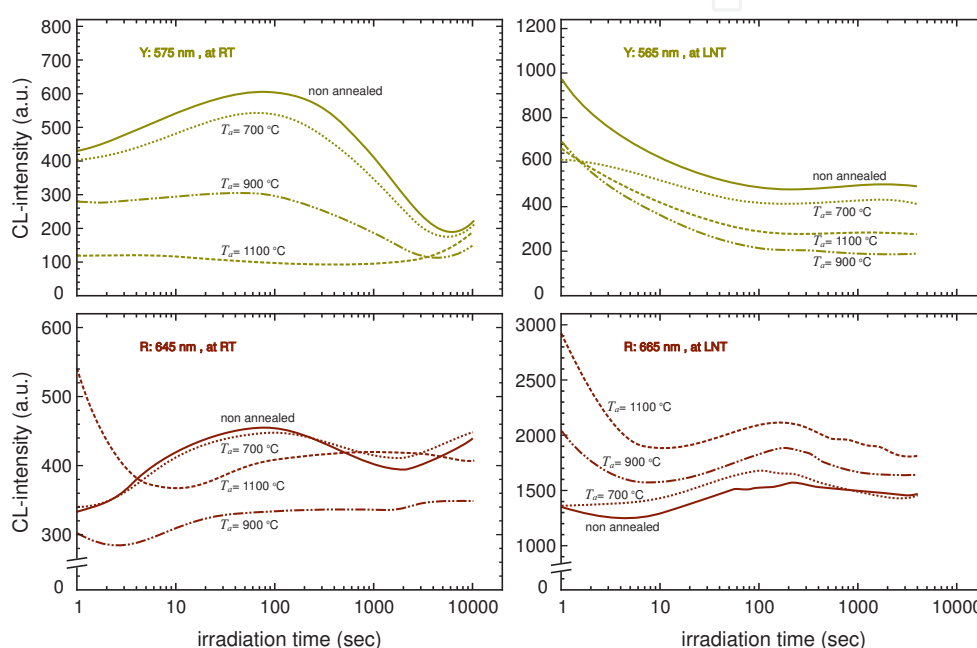 Y: 575 nm , at RT
CL-intensity (a.u.)
800
700
600
500
400
300
200
100
0
non annealed
Tₐ= 700 °C
Tₐ= 900 °C
Tₐ= 1100 °C
Y: 565 nm, at LNT
1200
1000
800
600
400
200
0
non annealed
Tₐ= 700 °C
Tₐ= 1100 °C
Tₐ= 900 °C
R: 645 nm , at RT
CL-intensity (a.u.)
600
500
400
300
0
non annealed
Tₐ= 700 °C
Tₐ= 1100 °C
Tₐ= 900 °C
1 10 100 1000 10000
irradiation time (sec)
R: 665 nm , at LNT
3000
2500
2000
1500
1000
0
Tₐ= 1100 °C
Tₐ= 900 °C
Tₐ= 700 °C
non annealed
1 10 100 1000 10000
irradiation time (sec)